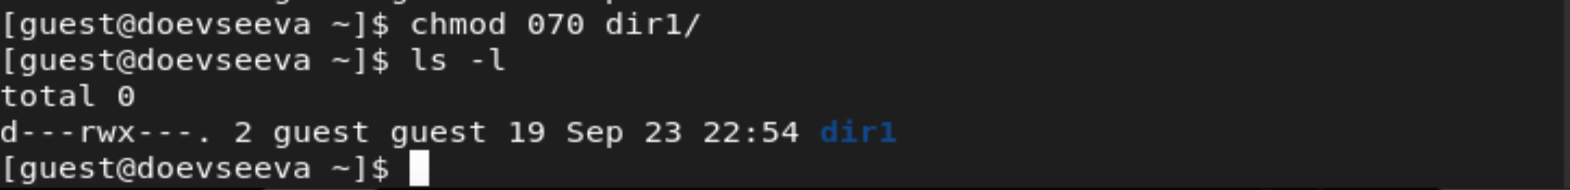 [guest@doevseeva ~]$ chmod 070 dir1/
[guest@doevseeva ~]$ ls -l
total 0
d---rwx---. 2 guest guest 19 Sep 23 22:54 dir1
[guest@doevseeva ~]$